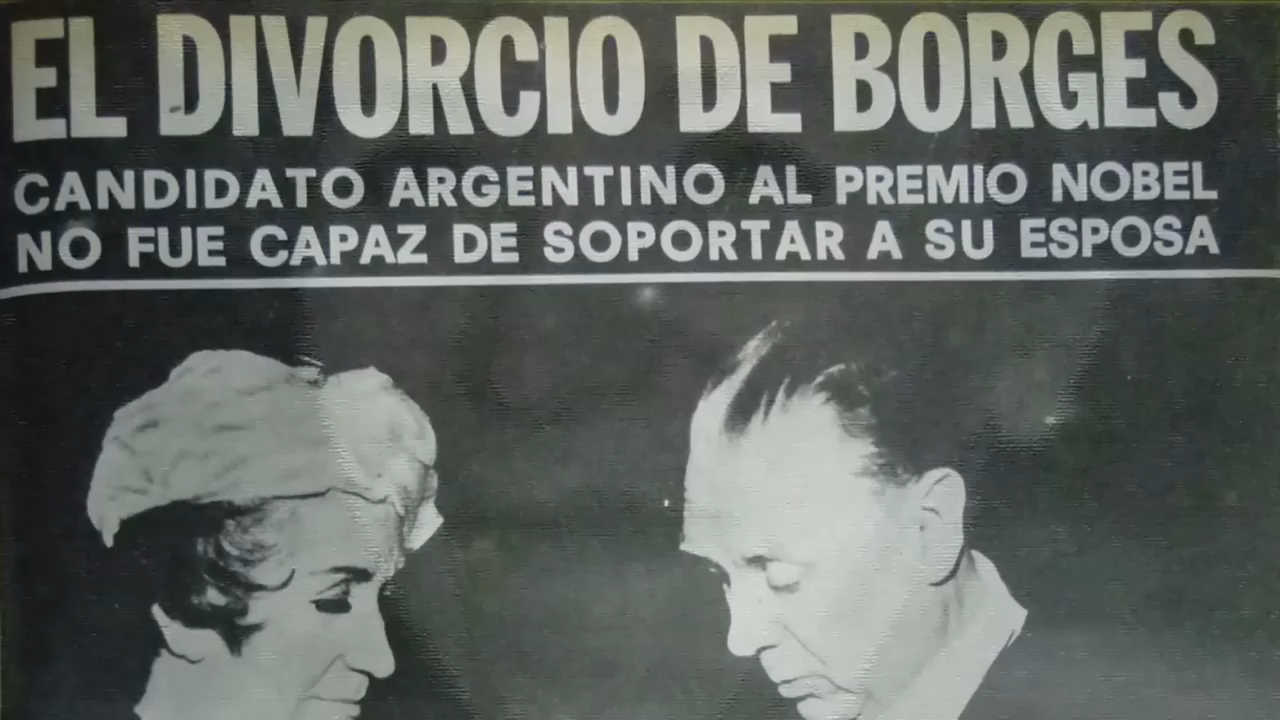 EL DIVORCIO DE BORGES
CANDIDATO ARGENTINO AL PREMIO NOBEL
NO FUE CAPAZ DE SOPORTAR A SU ESPOSA